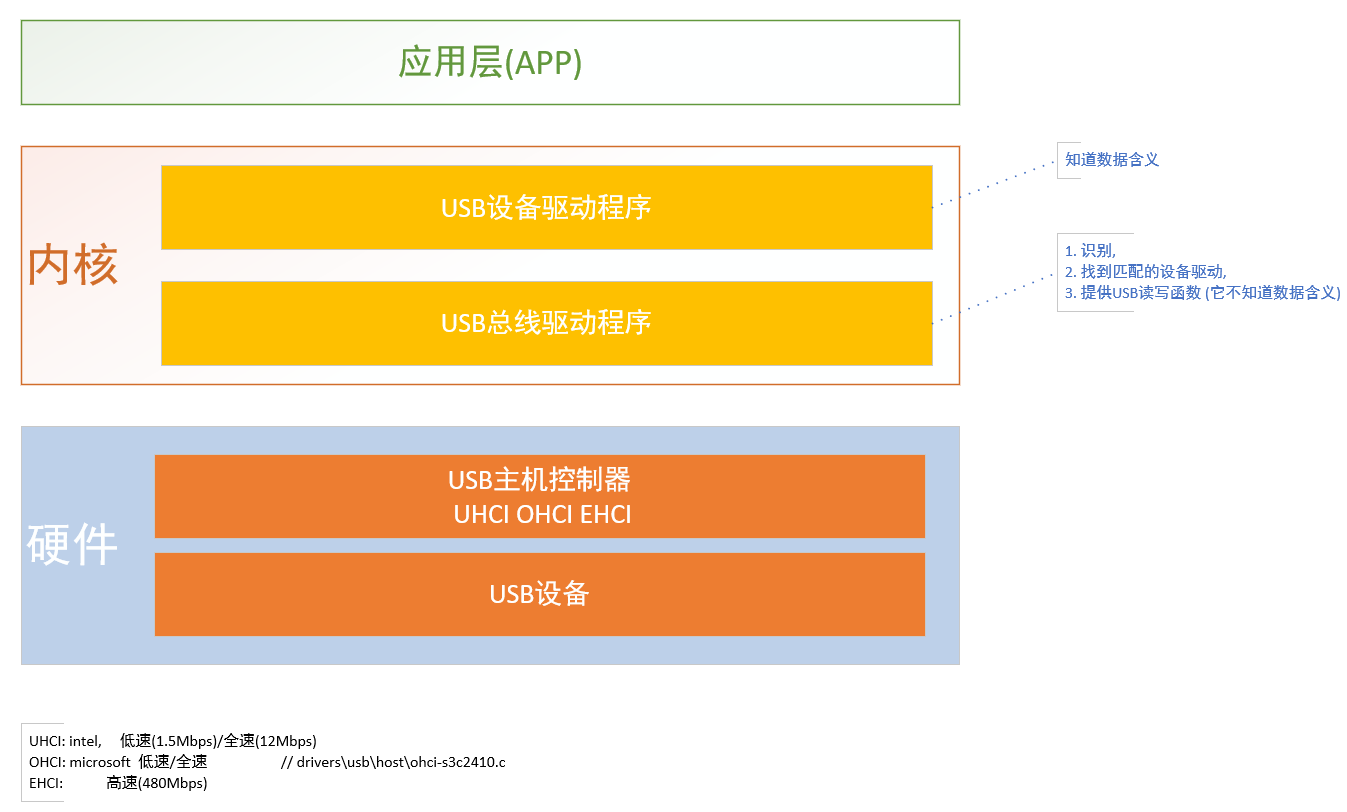 应用层(APP)
内核
USB设备驱动程序
知道数据含义
USB总线驱动程序
1. 识别,
2. 找到匹配的设备驱动,
3. 提供USB读写函数 (它不知道数据含义)
硬件
USB主机控制器
UHCI OHCI EHCI
USB设备
UHCI: intel, 低速(1.5Mbps)/全速(12Mbps)
OHCI: microsoft 低速/全速 // drivers\usb\host\ohci-s3c2410.c
EHCI: 高速(480Mbps)